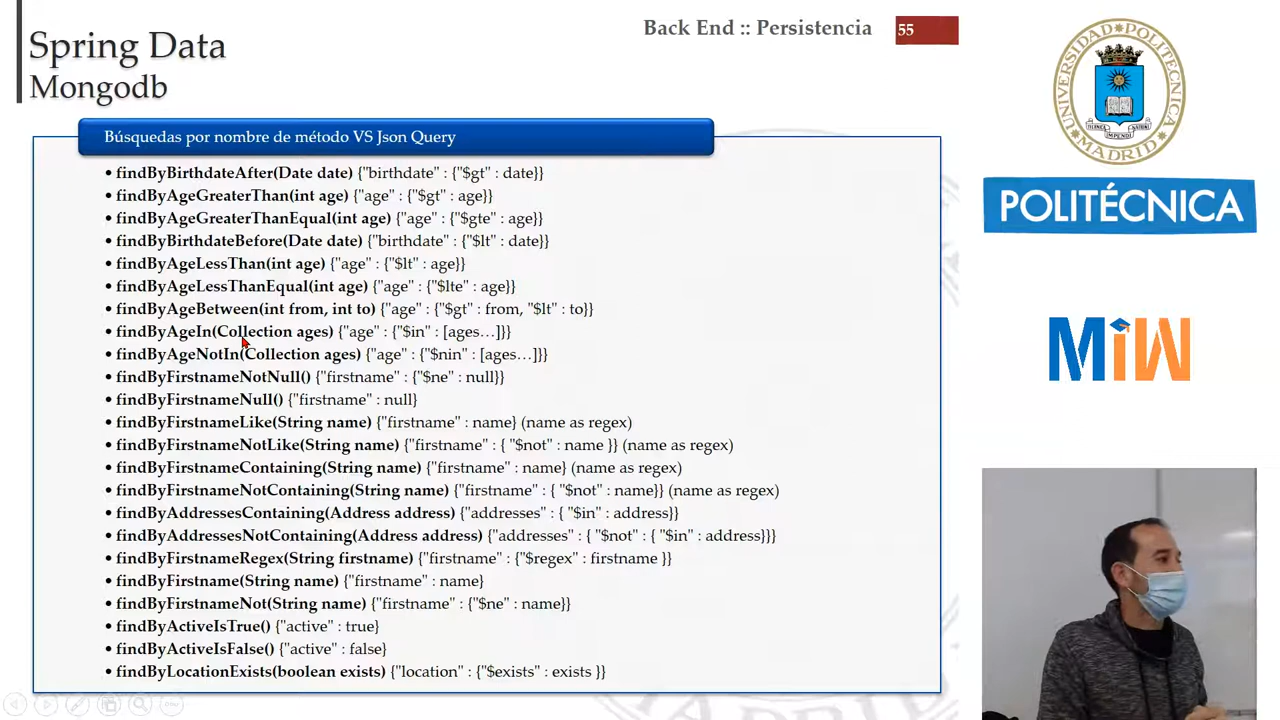 Spring Data
Mongodb
Back End :: Persistencia
55
Búsquedas por nombre de método VS Json Query
• findByBirthdateAfter(Date date) {"birthdate" : {"$gt" : date}}
• findByAgeGreaterThan(int age) {"age" : {"$gt" : age}}
• findByAgeGreaterThanEqual(int age) {"age" : {"$gte" : age}}
• findByBirthdateBefore(Date date) {"birthdate" : {"$lt" : date}}
• findByAgeLessThan(int age) {"age" : {"$lt" : age}}
• findByAgeLessThanEqual(int age) {"age" : {"$lte" : age}}
• findByAgeBetween(int from, int to) {"age" : {"$gt" : from, "$lt" : to}}
• findByAgeIn(Collection ages) {"age" : {"$in" : [ages…]}}
• findByAgeNotIn(Collection ages) {"age" : {"$nin" : [ages…]}}
• findByFirstnameNotNull() {"firstname" : {"$ne" : null}}
• findByFirstnameNull() {"firstname" : null}
• findByFirstnameLike(String name) {"firstname" : name} (name as regex)
• findByFirstnameNotLike(String name) {"firstname" : { "$not" : name }} (name as regex)
• findByFirstnameContaining(String name) {"firstname" : name} (name as regex)
• findByFirstnameNotContaining(String name) {"firstname" : { "$not" : name}} (name as regex)
• findByAddressesContaining(Address address) {"addresses" : { "$in" : address}}
• findByAddressesNotContaining(Address address) {"addresses" : { "$not" : { "$in" : address}}}
• findByFirstnameRegex(String firstname) {"firstname" : {"$regex" : firstname }}
• findByFirstname(String name) {"firstname" : name}
• findByFirstnameNot(String name) {"firstname" : {"$ne" : name}}
• findByActiveIsTrue() {"active" : true}
• findByActiveIsFalse() {"active" : false}
• findByLocationExists(boolean exists) {"location" : {"$exists" : exists }}
UNIVERSIDAD POLITÉCNICA
MADRID
POLITÉCNICA
MiW